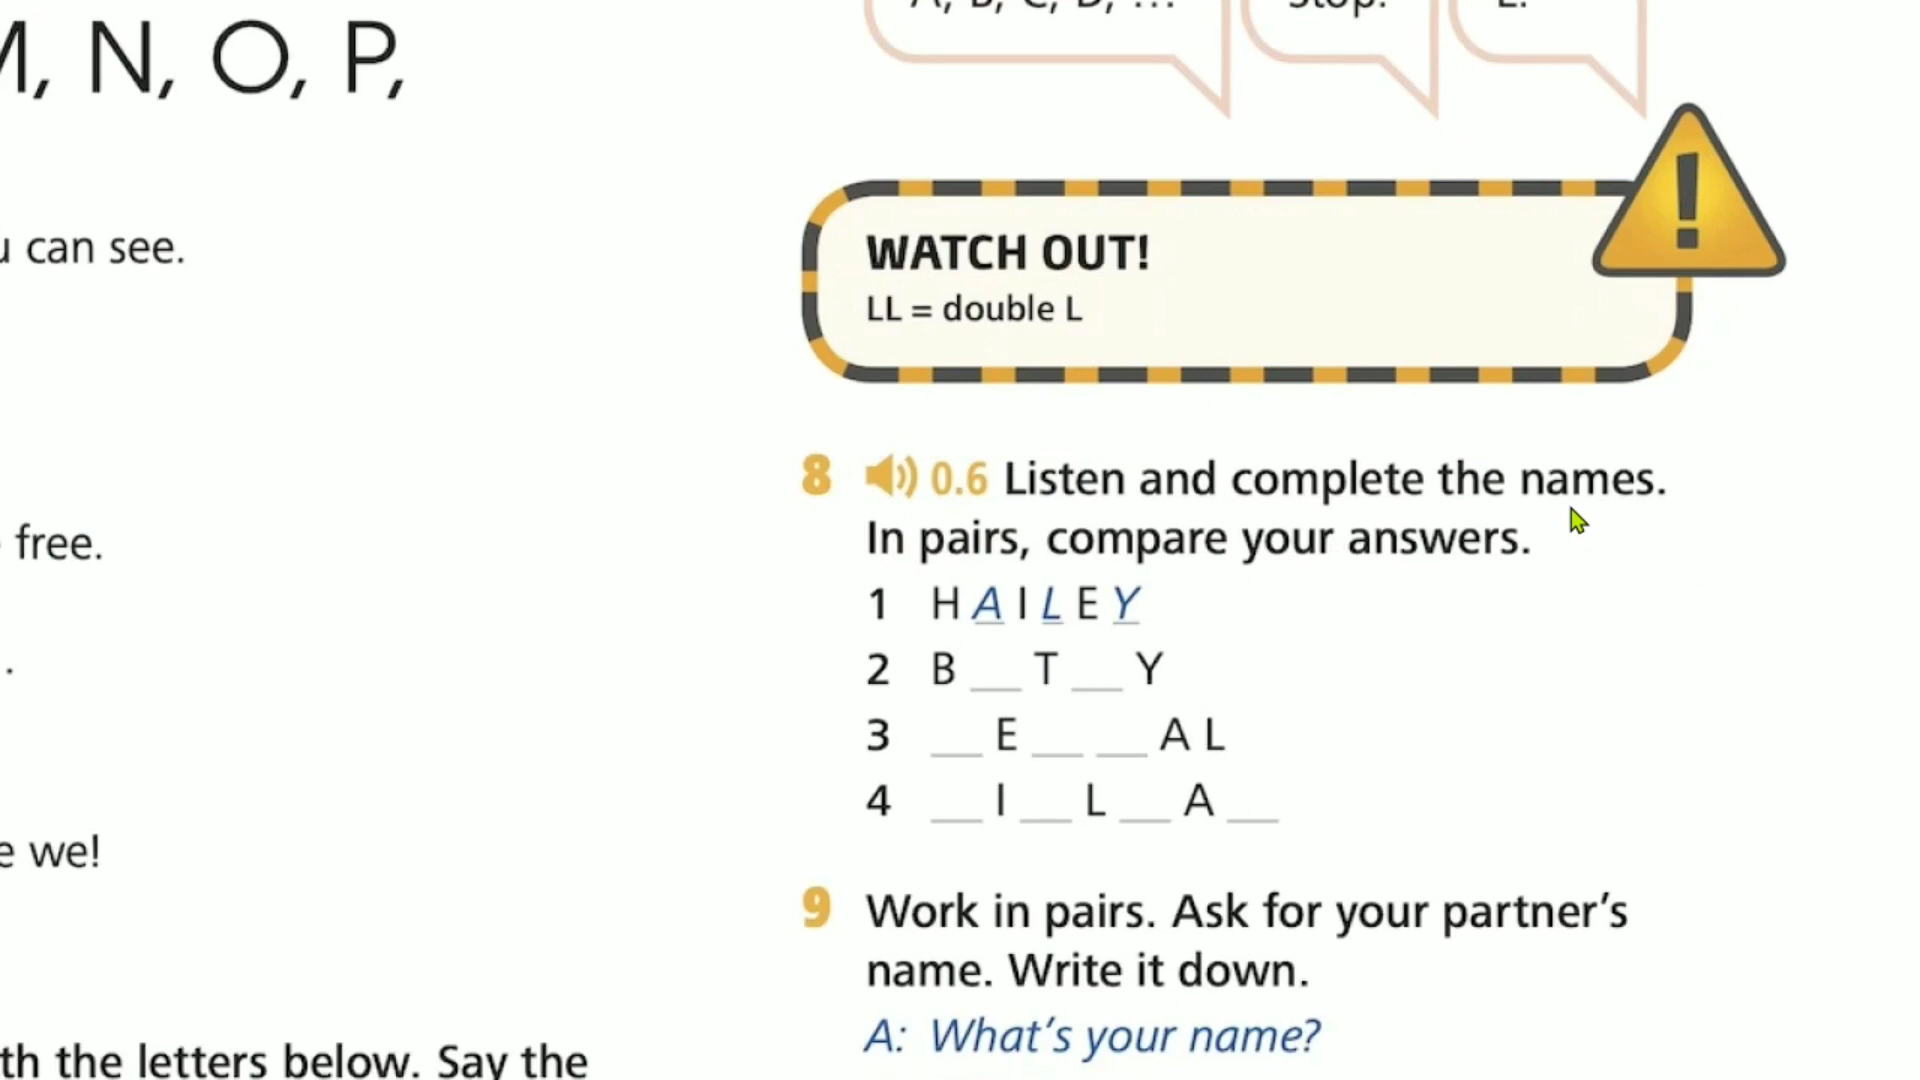 M, N, O, P,
u can see.
free.
.
e we!
th the letters below. Say the
A, B, C, D, ...
Stop!
L!
WATCH OUT!
LL = double L
8 0.6 Listen and complete the names.
In pairs, compare your answers.
1 H A I L E Y
2 B __ T __ Y
3 __ E __ __ A L
4 __ I __ L __ A __
9 Work in pairs. Ask for your partner's
name. Write it down.
A: What's your name?